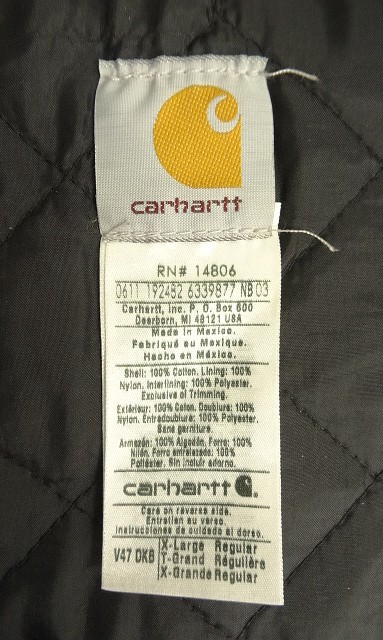 carhartt
RN# 14806
0611 192482 6339877 NB 03
Carhartt, Inc. P.O. Box 600
Dearborn, MI 48121 USA
Made in Mexico.
Fabriqué au Mexique.
Hecho en México.
Shell: 100% Cotton, Lining: 100%
Nylon, Interlining: 100% Polyester.
Exclusive of Trimming.
Extérieur: 100% Coton, Doublure: 100%
Nylon, Entredoublure: 100% Polyester.
Sans garniture.
Armazón: 100% Algodón, Forro: 100%
Nilón, Forro entrelazado: 100%
Poliéster. Sin incluir adorno.
carhartt
Care on reverse side.
Entretien au verso.
Instrucciones de cuidado al dorso.
V47 DKB
X-Large Regular
T-Grand Régulière
X-Grande Regular